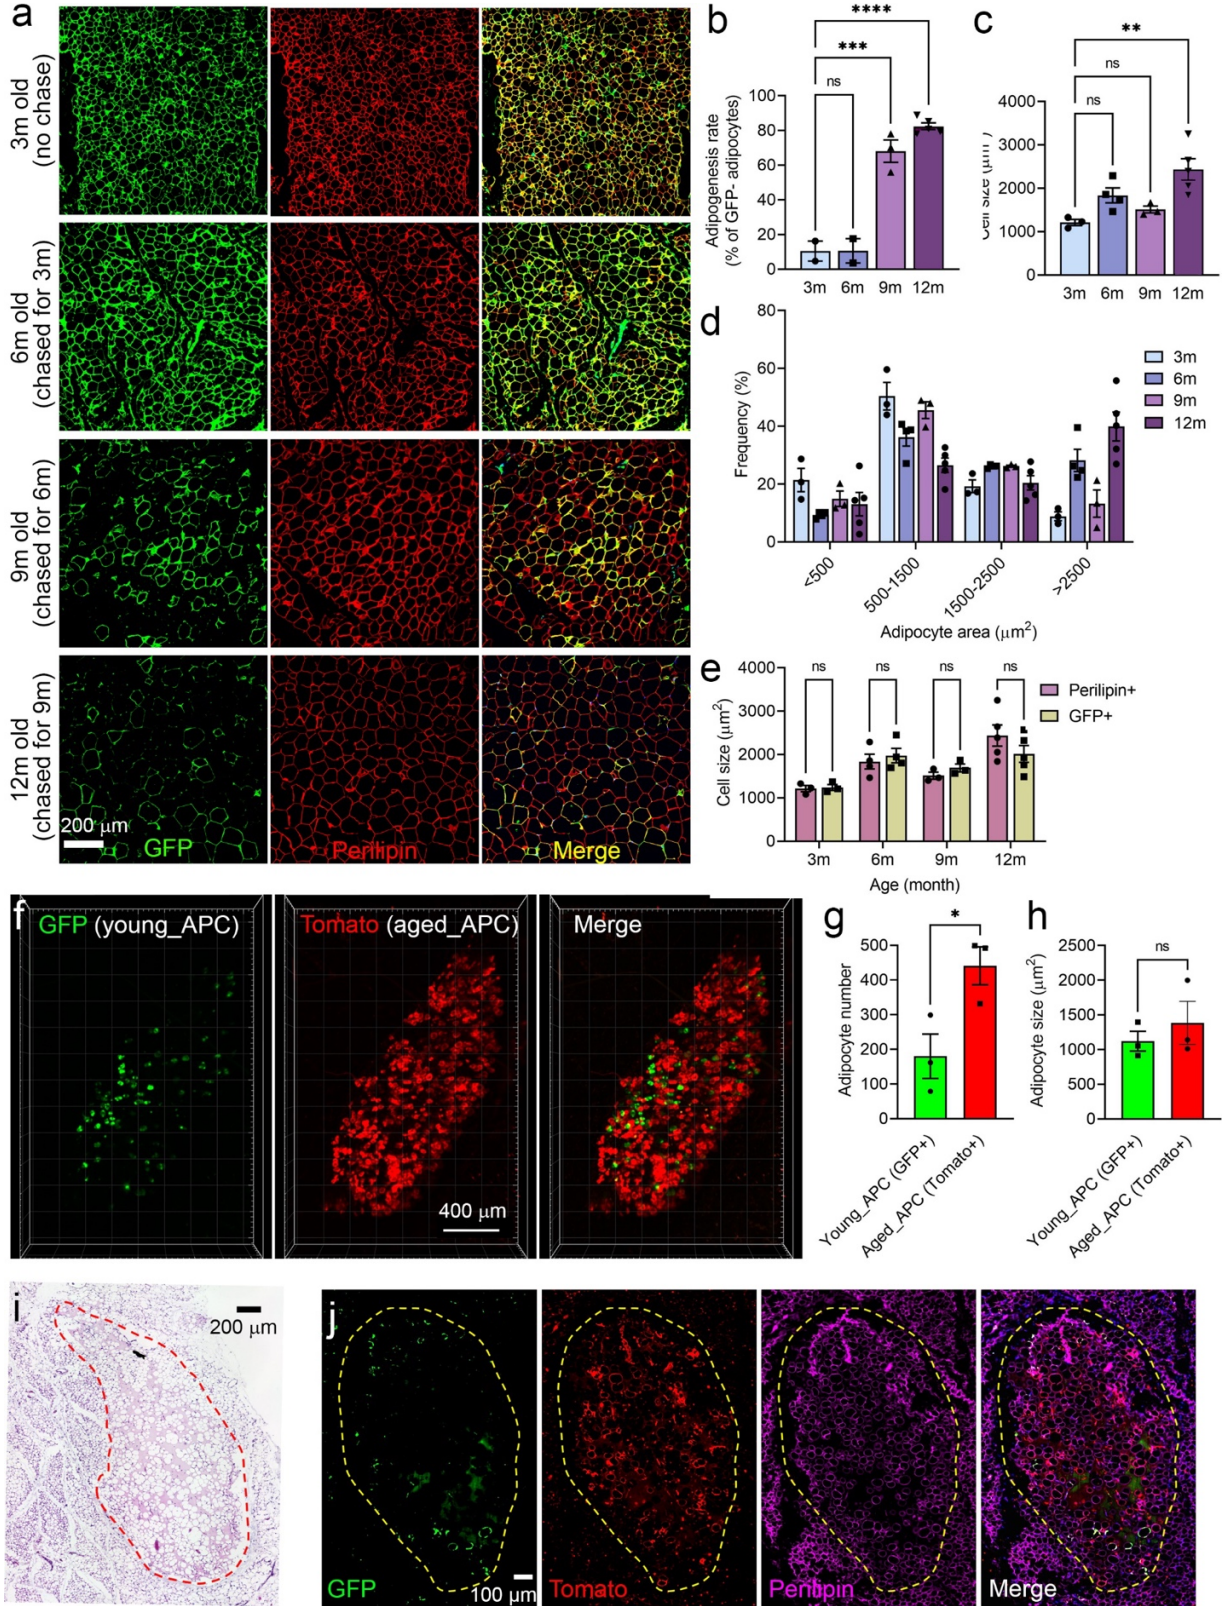 a
3m old
(no chase)
6m old
(chased for 3m)
9m old
(chased for 6m)
12m old
(chased for 9m)
200 μm
GFP
Perilipin
Merge
b
****
***
ns
Adipogenesis rate
(% of GFP- adipocytes)
100
80
60
40
20
0
3m 6m 9m 12m
c
**
ns
ns
4000
3000
2000
1000
0
3m 6m 9m 12m
d
Frequency (%)
80
60
40
20
0
<500 500-1500 1500-2500 >2500
Adipocyte area (μm²)
3m
6m
9m
12m
e
Cell size (μm²)
4000
3000
2000
1000
0
ns ns ns ns
3m 6m 9m 12m
Age (month)
Perilipin+
GFP+
f
GFP (young_APC)
Tomato (aged_APC)
Merge
400 μm
g
*
Adipocyte number
500
400
300
200
100
0
Young_APC (GFP+)
Aged_APC (Tomato+)
h
ns
Adipocyte size (μm²)
2500
2000
1500
1000
500
0
Young_APC (GFP+)
Aged_APC (Tomato+)
i
200 μm
j
GFP
100 μm
Tomato
Perilipin
Merge